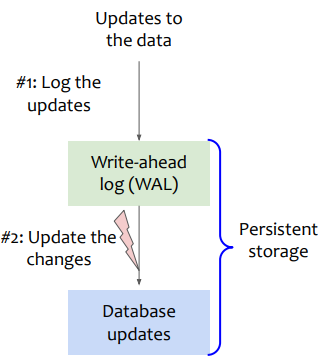 Updates to
the data
#1: Log the
updates
Write-ahead
log (WAL)
#2: Update the
changes
Persistent
storage
Database
updates